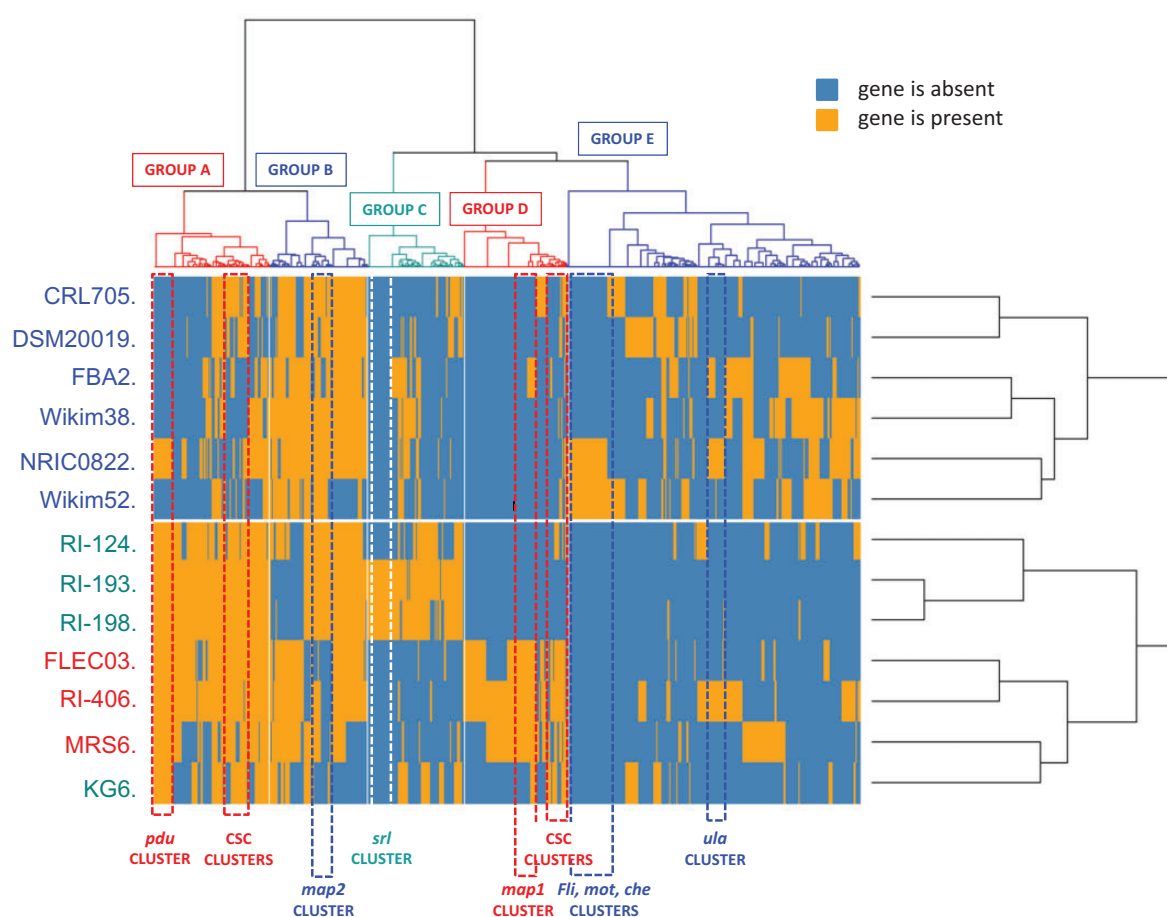 gene is absent
gene is present
GROUP A
GROUP B
GROUP E
GROUP C
GROUP D
CRL705.
DSM20019.
FBA2.
Wikim38.
NRIC0822.
Wikim52.
RI-124.
RI-193.
RI-198.
FLEC03.
RI-406.
MRS6.
KG6.
pdu
CLUSTER
CSC
CLUSTERS
map2
CLUSTER
srl
CLUSTER
map1
CLUSTER
CSC
CLUSTERS
Fli, mot, che
CLUSTERS
ula
CLUSTER